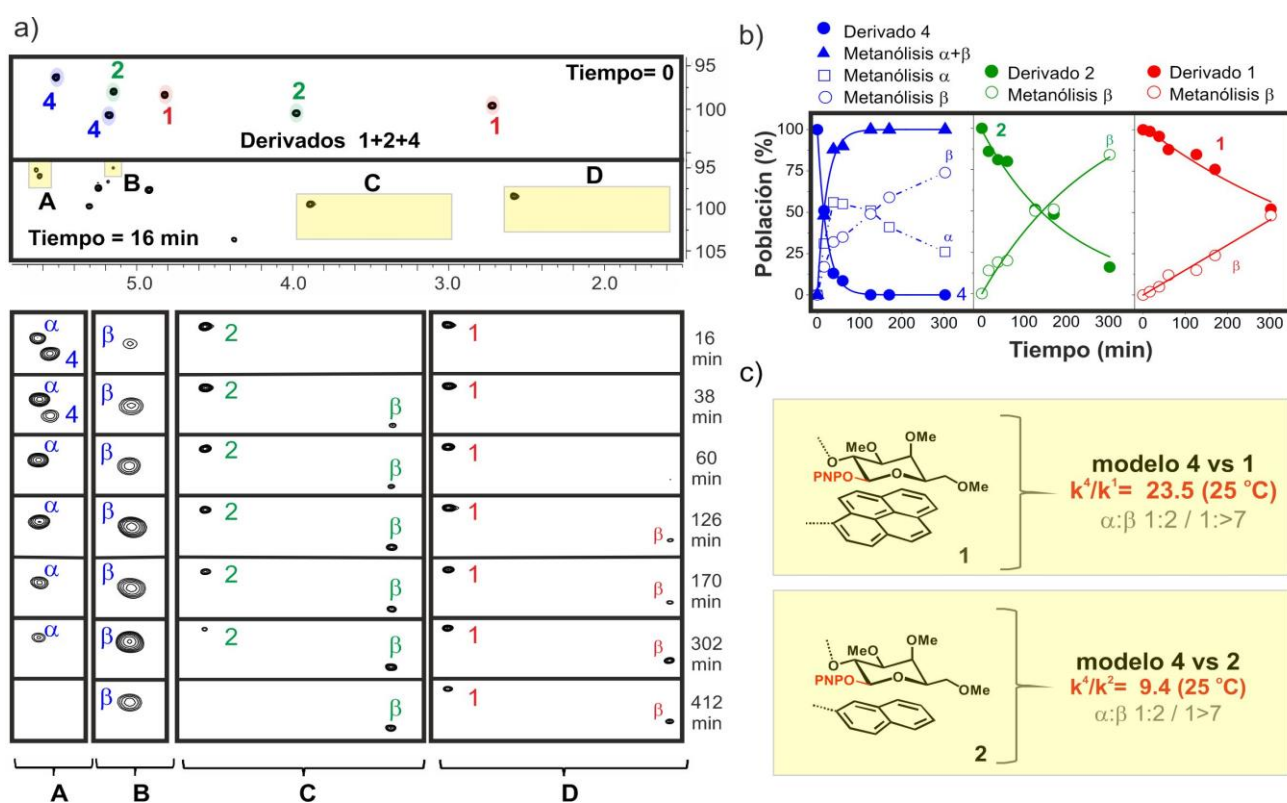 a)
Tiempo= 0
4
2
4
1
2
1
Derivados 1+2+4
95
100
A
B
C
D
Tiempo = 16 min
95
100
105
5.0
4.0
3.0
2.0
α
4
β
2
1
16
min
α
4
β
2
β
1
38
min
α
β
2
β
1
60
min
α
β
2
β
1
β
126
min
α
β
2
β
1
β
170
min
α
β
2
β
1
β
302
min
β
β
1
β
412
min
A
B
C
D
b)
Derivado 4
Metanólisis α+β
Metanólisis α
Metanólisis β
Derivado 2
Metanólisis β
Derivado 1
Metanólisis β
Población (%)
100
75
50
25
0
β
α
4
2
β
1
β
0
100
200
300
0
100
200
300
0
100
200
300
Tiempo (min)
c)
MeO
OMe
O
O
PNPO
OMe
1
modelo 4 vs 1
k⁴/k¹= 23.5 (25 °C)
α:β 1:2 / 1:>7
MeO
OMe
O
O
PNPO
OMe
2
modelo 4 vs 2
k⁴/k²= 9.4 (25 °C)
α:β 1:2 / 1>7